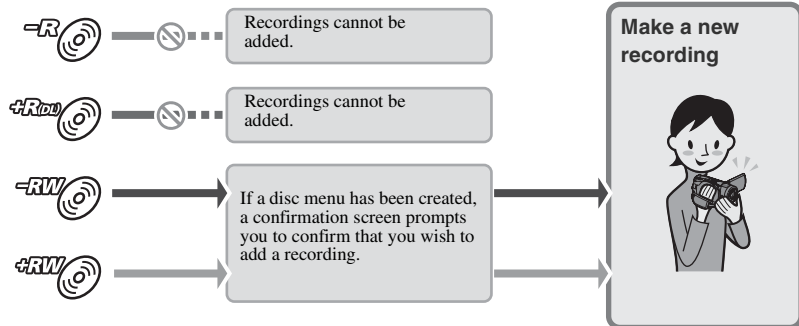 -R
Recordings cannot be
added.
+R(DL)
Recordings cannot be
added.
-RW
+RW
If a disc menu has been created,
a confirmation screen prompts
you to confirm that you wish to
add a recording.
Make a new
recording